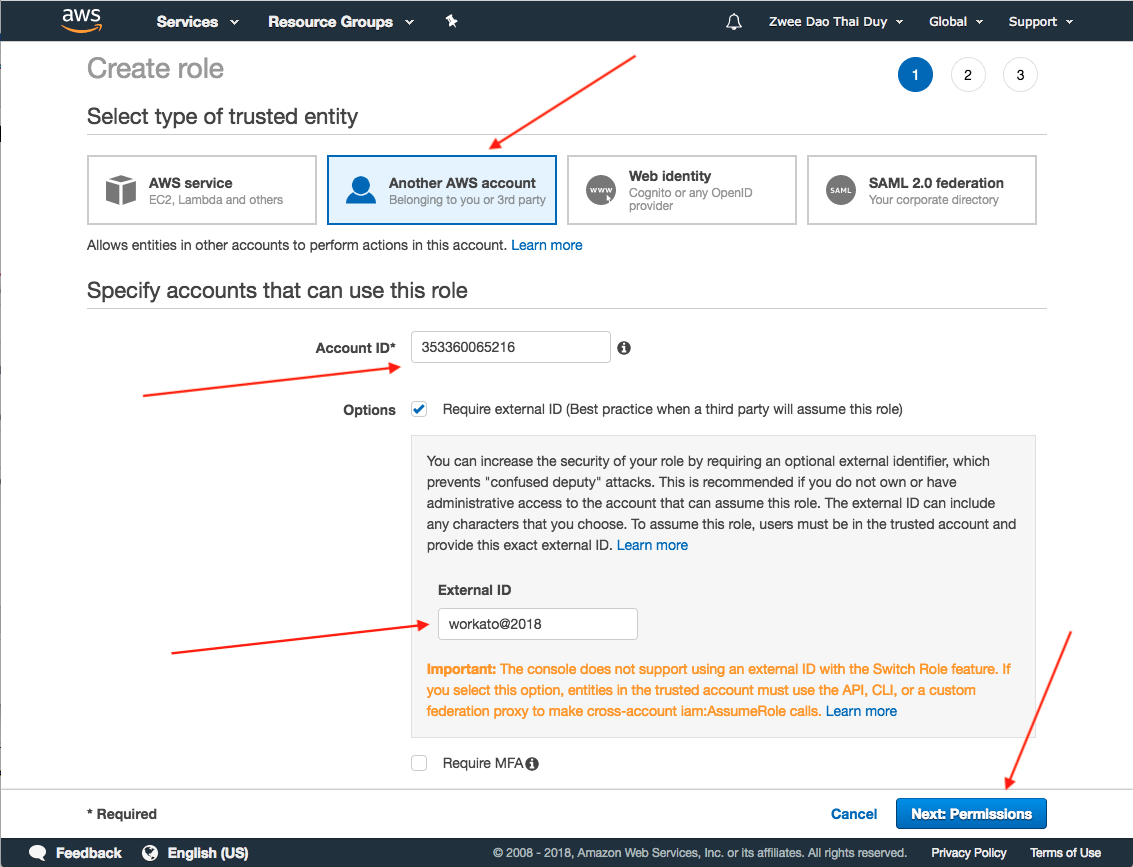 aws Services Resource Groups Zwee Dao Thai Duy Global Support
Create role
1 2 3
Select type of trusted entity
AWS service
EC2, Lambda and others
Another AWS account
Belonging to you or 3rd party
www
Web identity
Cognito or any OpenID
provider
SAML
SAML 2.0 federation
Your corporate directory
Allows entities in other accounts to perform actions in this account. Learn more
Specify accounts that can use this role
Account ID* 353360065216
Options Require external ID (Best practice when a third party will assume this role)
You can increase the security of your role by requiring an optional external identifier, which
prevents "confused deputy" attacks. This is recommended if you do not own or have
administrative access to the account that can assume this role. The external ID can include
any characters that you choose. To assume this role, users must be in the trusted account and
provide this exact external ID. Learn more
External ID
workato@2018
Important: The console does not support using an external ID with the Switch Role feature. If
you select this option, entities in the trusted account must use the API, CLI, or a custom
federation proxy to make cross-account iam:AssumeRole calls. Learn more
Require MFA
* Required Cancel Next: Permissions
Feedback English (US) © 2008 - 2018, Amazon Web Services, Inc. or its affiliates. All rights reserved. Privacy Policy Terms of Use